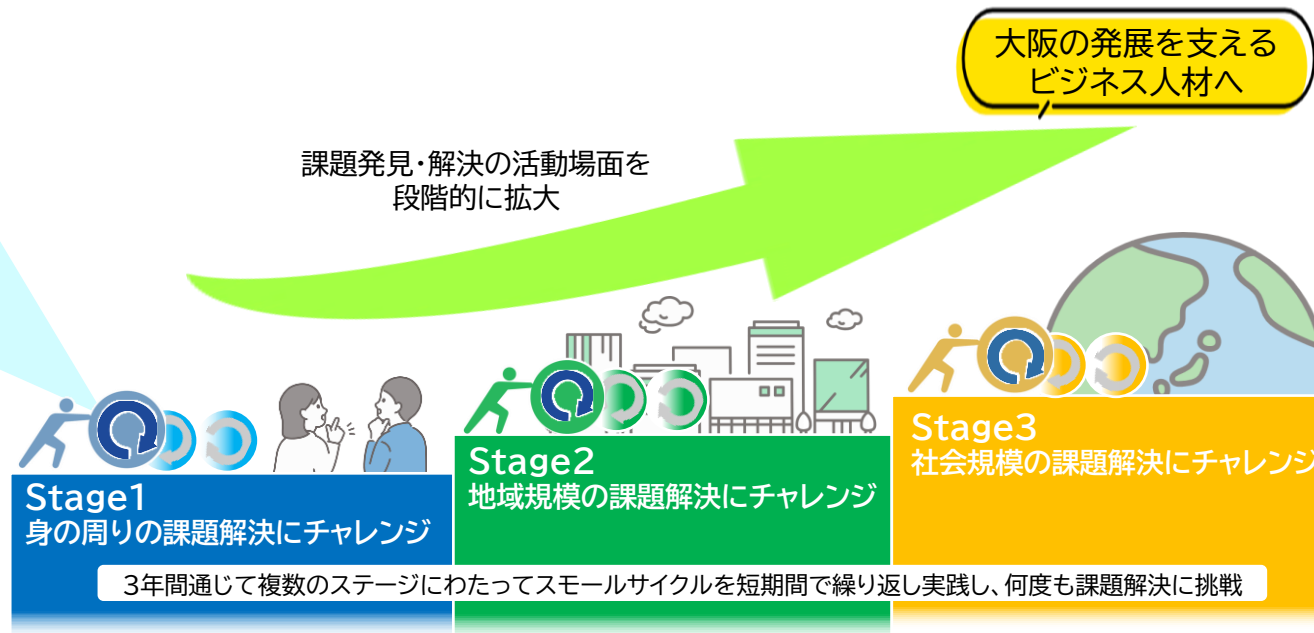 大阪の発展を支える
ビジネス人材へ
課題発見・解決の活動場面を
段階的に拡大
Stage1
身の周りの課題解決にチャレンジ
Stage2
地域規模の課題解決にチャレンジ
Stage3
社会規模の課題解決にチャレンジ
3年間通じて複数のステージにわたってスモールサイクルを短期間で繰り返し実践し、何度も課題解決に挑戦